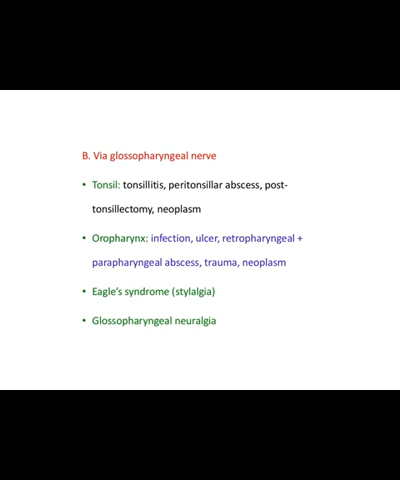 B. Via glossopharyngeal nerve
• Tonsil: tonsillitis, peritonsillar abscess, post-
tonsillectomy, neoplasm
• Oropharynx: infection, ulcer, retropharyngeal +
parapharyngeal abscess, trauma, neoplasm
• Eagle’s syndrome (stylalgia)
• Glossopharyngeal neuralgia